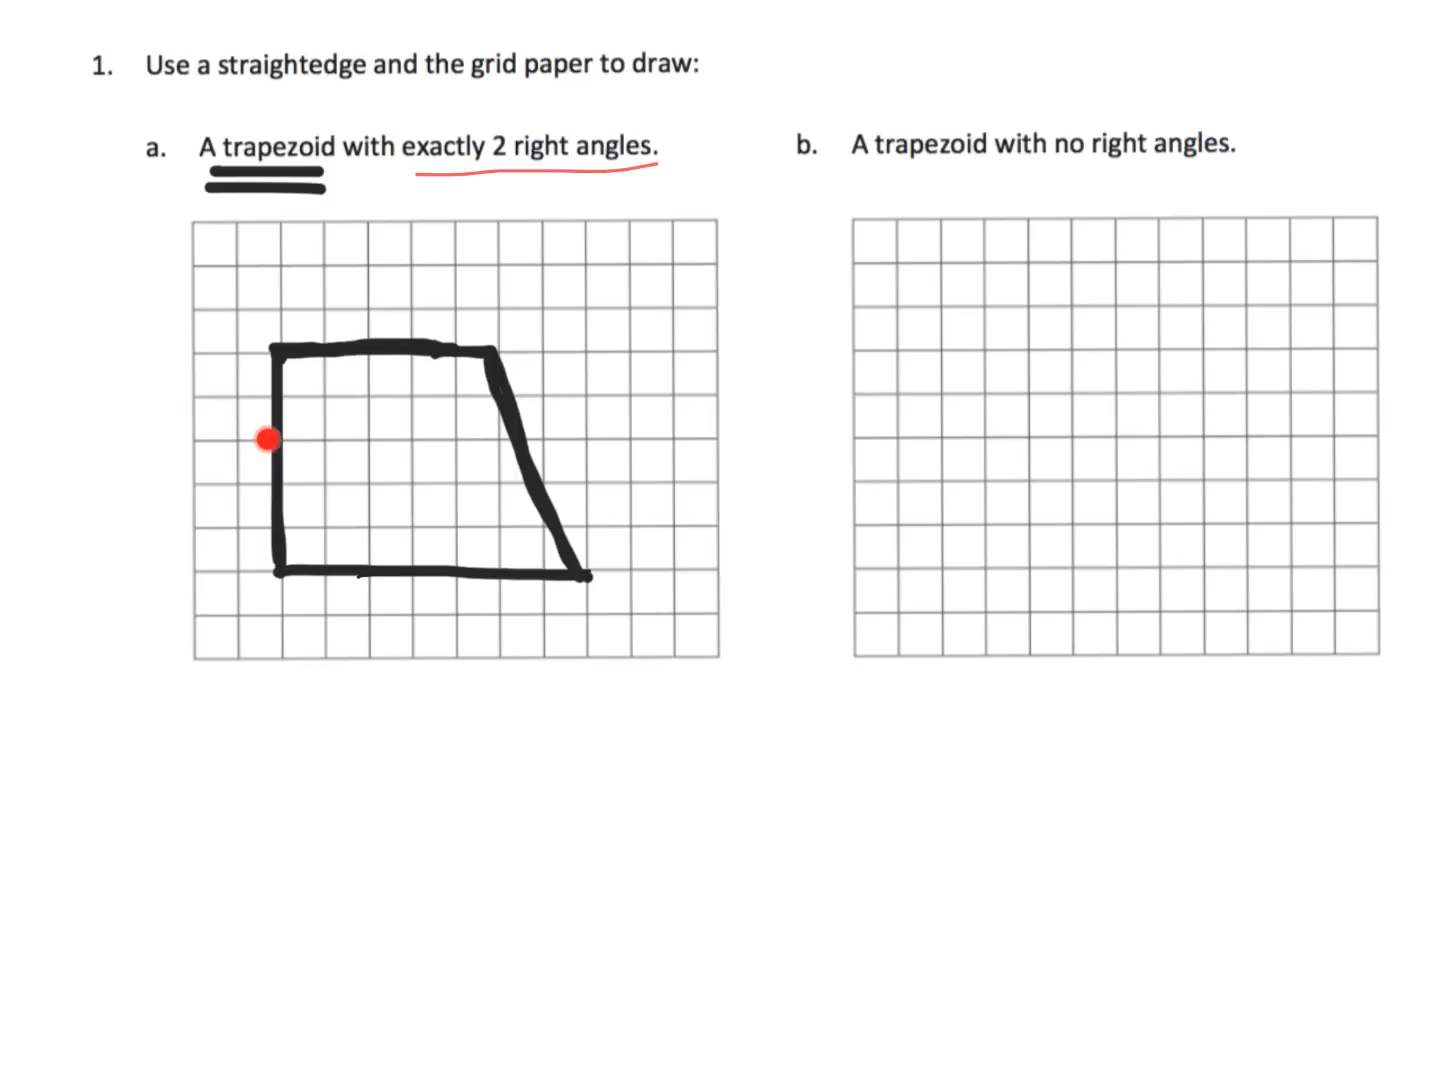 1. Use a straightedge and the grid paper to draw:
a. A trapezoid with exactly 2 right angles.
b. A trapezoid with no right angles.